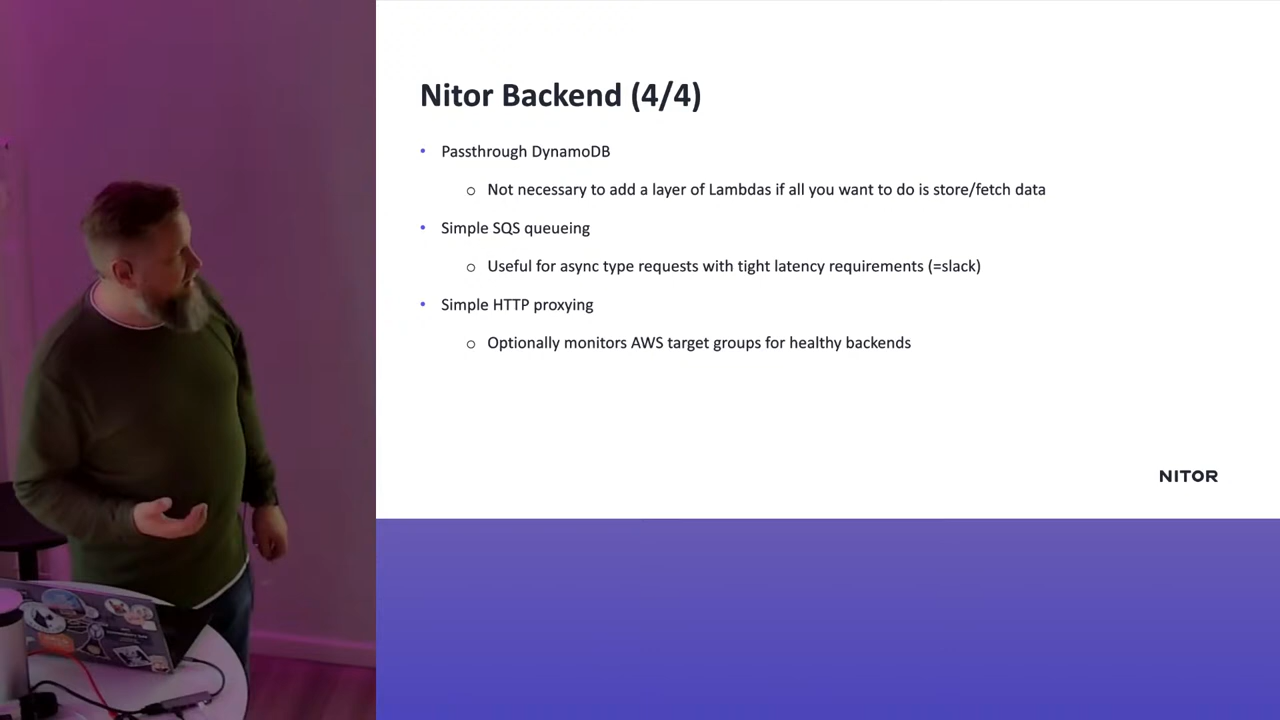 Nitor Backend (4/4)
• Passthrough DynamoDB
o Not necessary to add a layer of Lambdas if all you want to do is store/fetch data
• Simple SQS queueing
o Useful for async type requests with tight latency requirements (=slack)
• Simple HTTP proxying
o Optionally monitors AWS target groups for healthy backends
NITOR